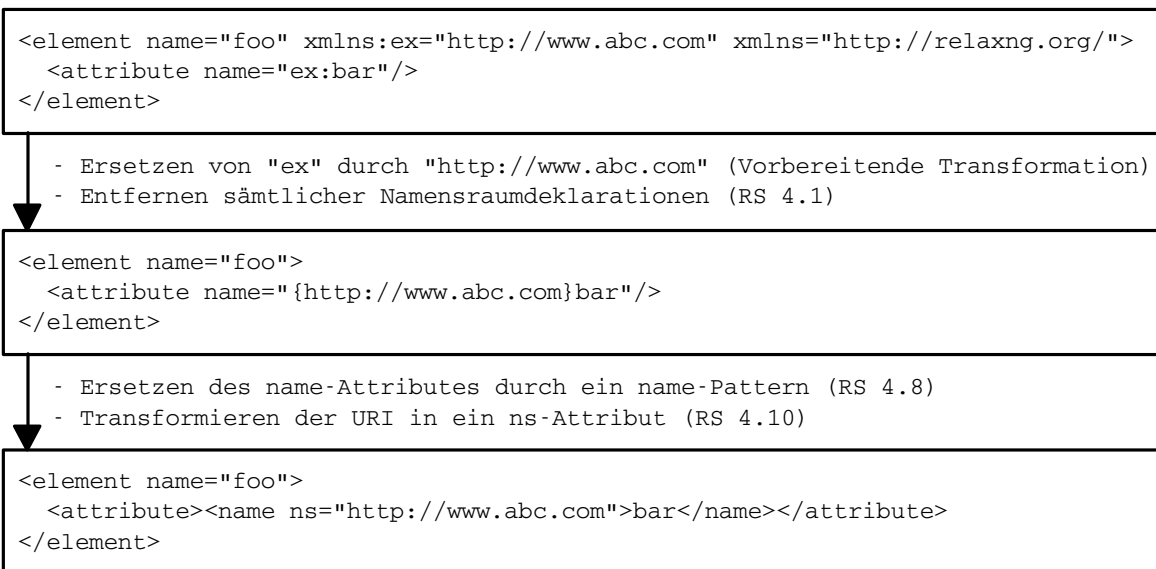 <element name="foo" xmlns:ex="http://www.abc.com" xmlns="http://relaxng.org/">
  <attribute name="ex:bar"/>
</element>
- Ersetzen von "ex" durch "http://www.abc.com" (Vorbereitende Transformation)
- Entfernen sämtlicher Namensraumdeklarationen (RS 4.1)
<element name="foo">
  <attribute name="{http://www.abc.com}bar"/>
</element>
- Ersetzen des name-Attributes durch ein name-Pattern (RS 4.8)
- Transformieren der URI in ein ns-Attribut (RS 4.10)
<element name="foo">
  <attribute><name ns="http://www.abc.com">bar</name></attribute>
</element>